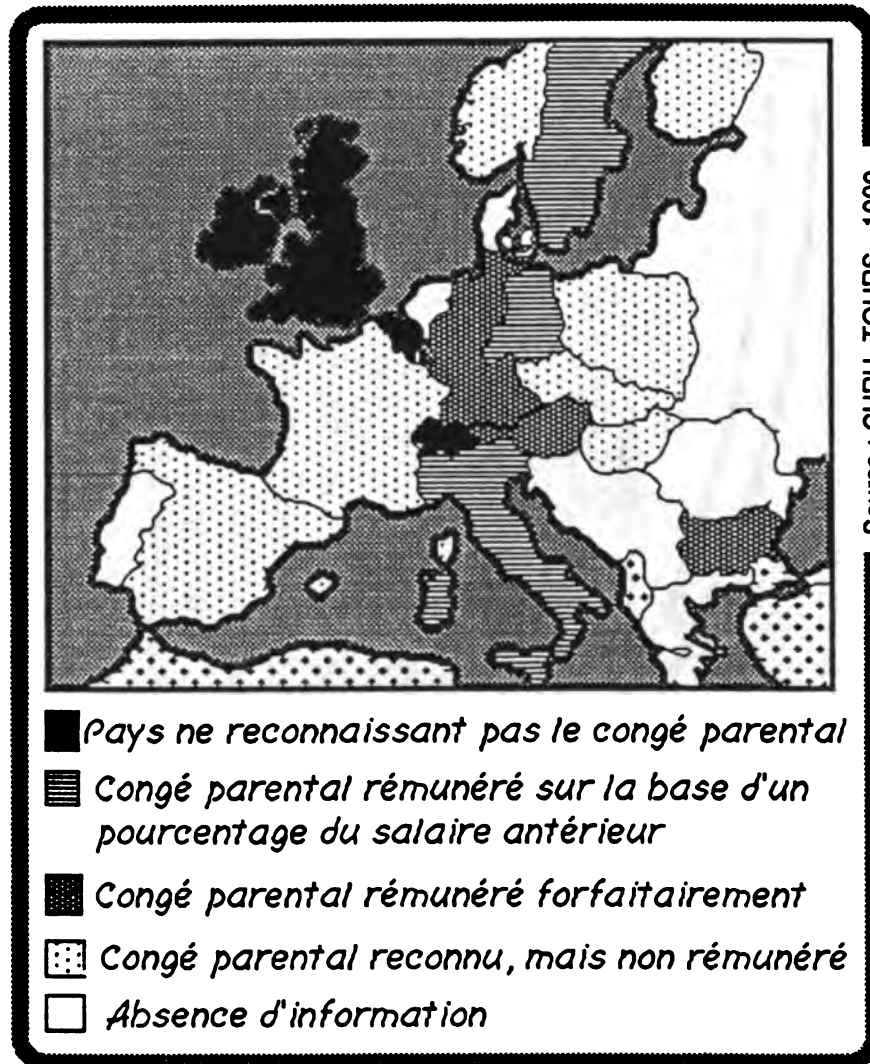 Pays ne reconnaissant pas le congé parental
Congé parental rémunéré sur la base d'un
pourcentage du salaire antérieur
Congé parental rémunéré forfaitairement
Congé parental reconnu, mais non rémunéré
Absence d'information
TOURS